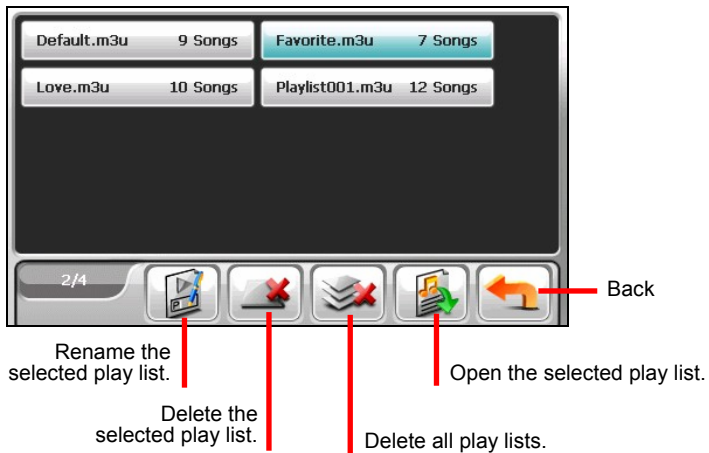 Default.m3u 9 Songs
Favorite.m3u 7 Songs
Love.m3u 10 Songs
Playlist001.m3u 12 Songs
2/4
Back
Rename the
selected play list.
Open the selected play list.
Delete the
selected play list.
Delete all play lists.